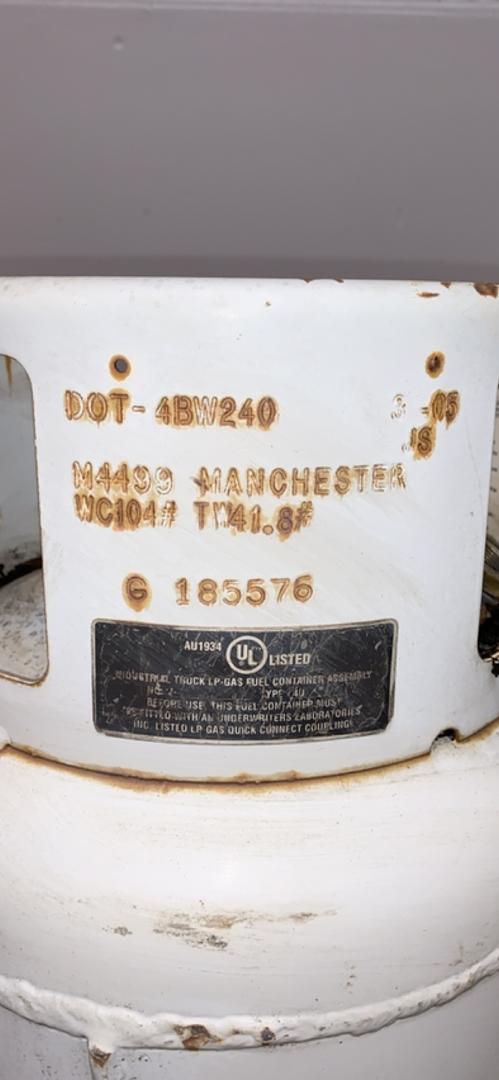 DOT-4BW240 3-05
JS
M4499 MANCHESTER
WC104# TW41.8#
G 185576
AU1934 UL LISTED
INDUSTRIAL TRUCK LP-GAS FUEL CONTAINER ASSEMBLY
TYPE 4U
BEFORE USE THIS FUEL CONTAINER MUST
BE FITTED WITH AN UNDERWRITERS LABORATORIES
INC. LISTED LP GAS QUICK CONNECT COUPLING